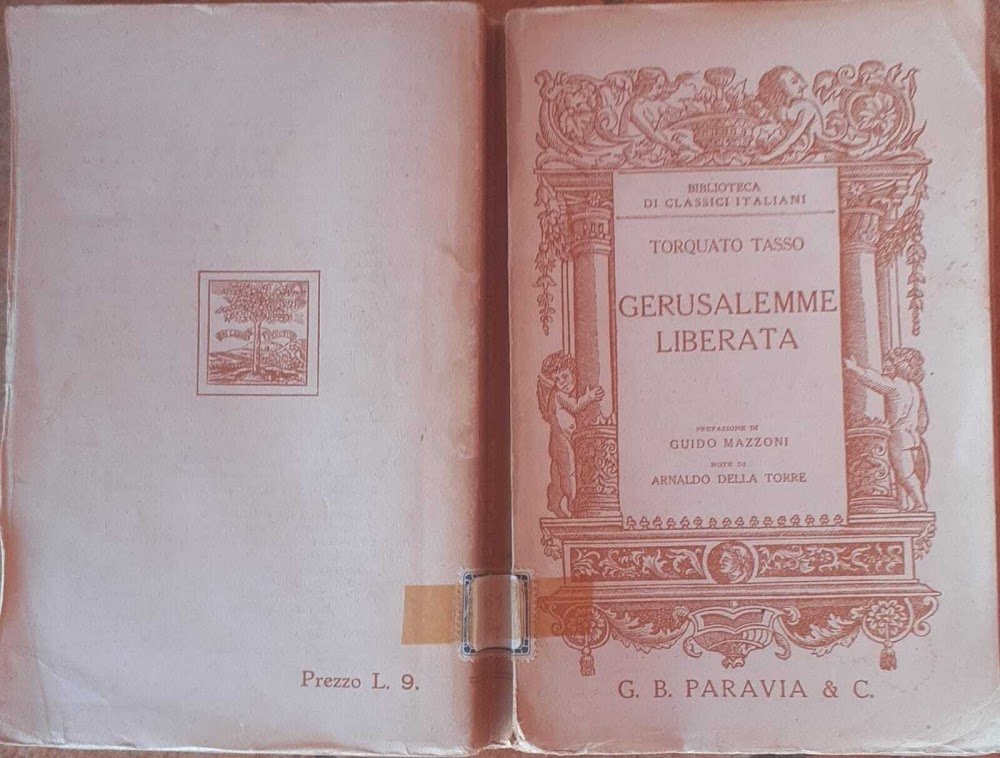 Prezzo L. 9.
BIBLIOTECA
DI CLASSICI ITALIANI
TORQUATO TASSO
GERUSALEMME
LIBERATA
PREFAZIONE DI
GUIDO MAZZONI
NOTE DI
ARNALDO DELLA TORRE
G. B. PARAVIA & C.